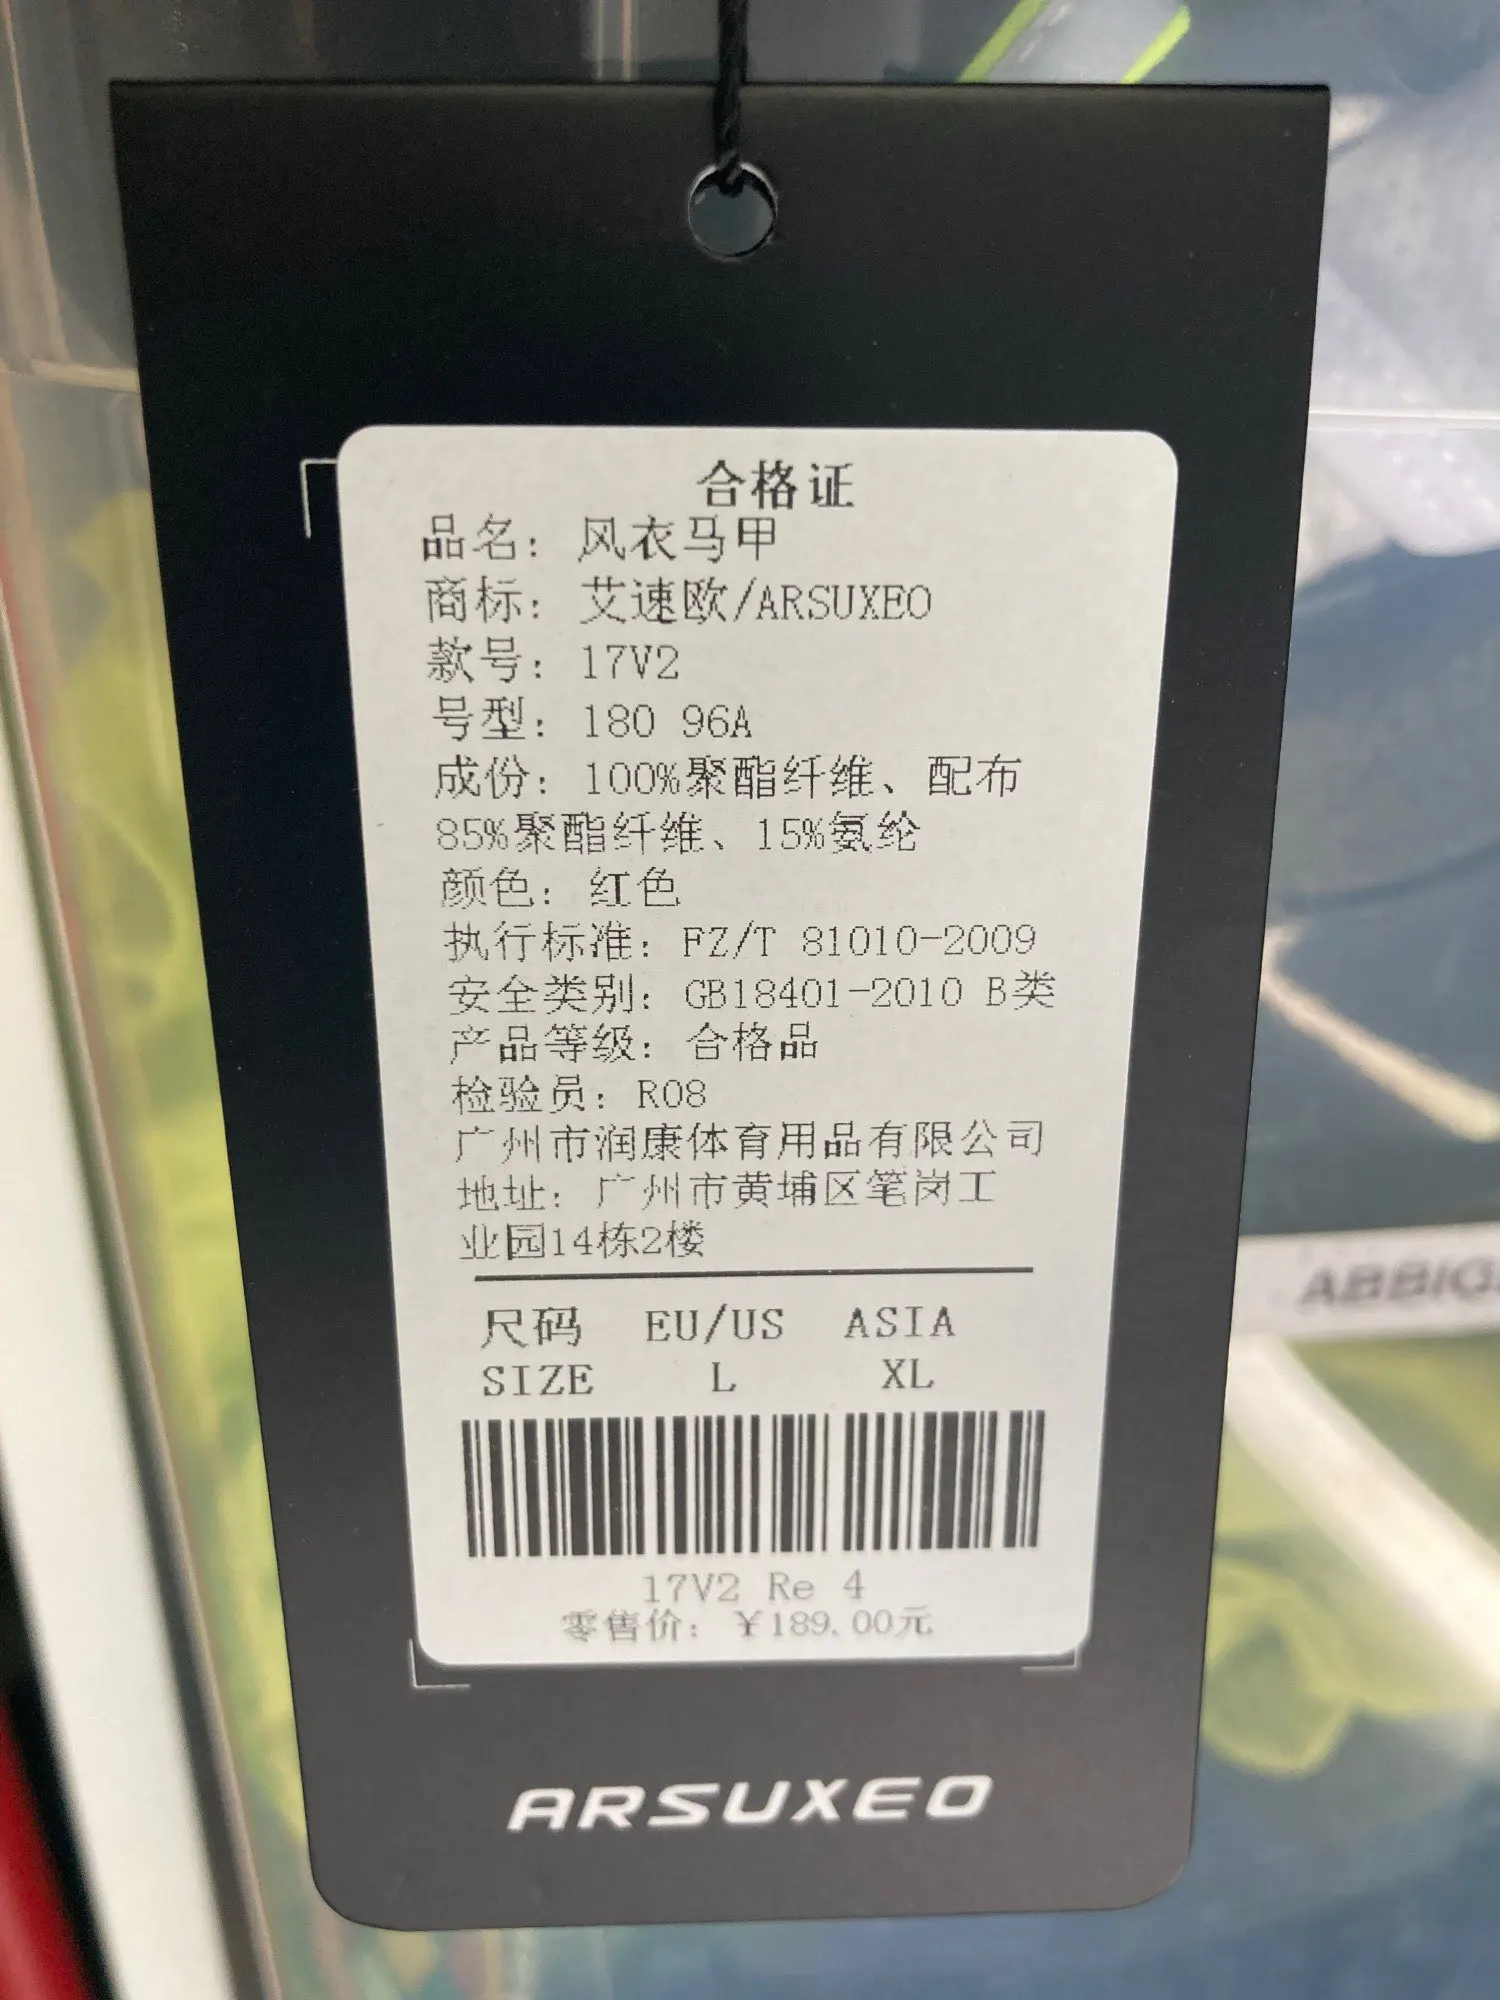 合格证
品名：风衣马甲
商标：艾速欧/ARSUXEO
款号：17V2
号型：180 96A
成份：100%聚酯纤维、配布
85%聚酯纤维、15%氨纶
颜色：红色
执行标准：FZ/T 81010-2009
安全类别：GB18401-2010 B类
产品等级：合格品
检验员：R08
广州市润康体育用品有限公司
地址：广州市黄埔区笔岗工
业园14栋2楼
尺码 EU/US ASIA
SIZE L XL
17V2 Re 4
零售价：￥189.00元
ARSUXEO